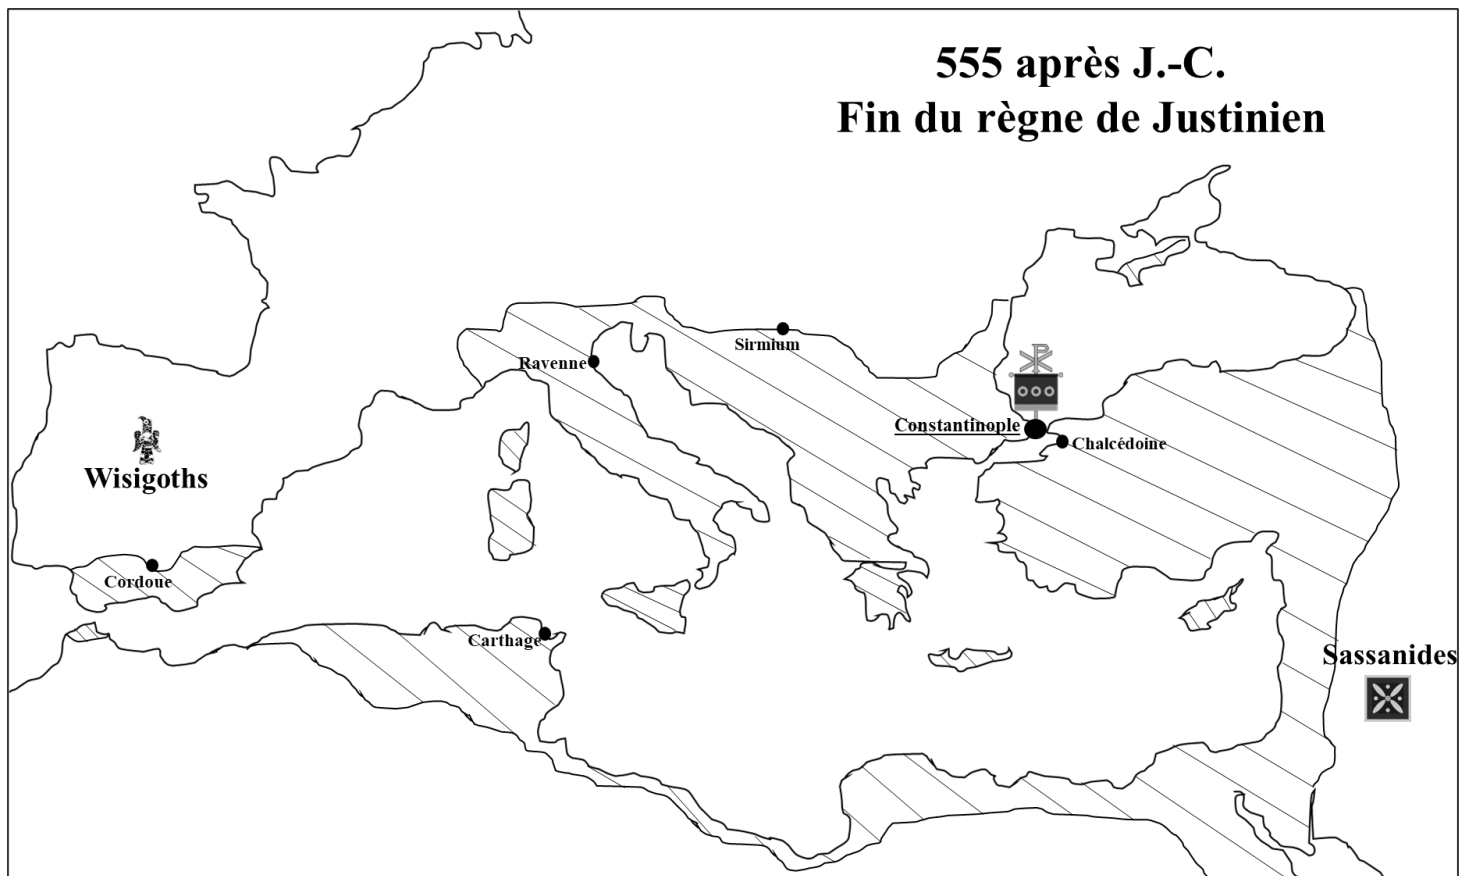 555 après J.-C.
Fin du règne de Justinien
Sirmium
Ravenne
Constantinople
Chalcédoine
Wisigoths
Cordoue
Carthage
Sassanides